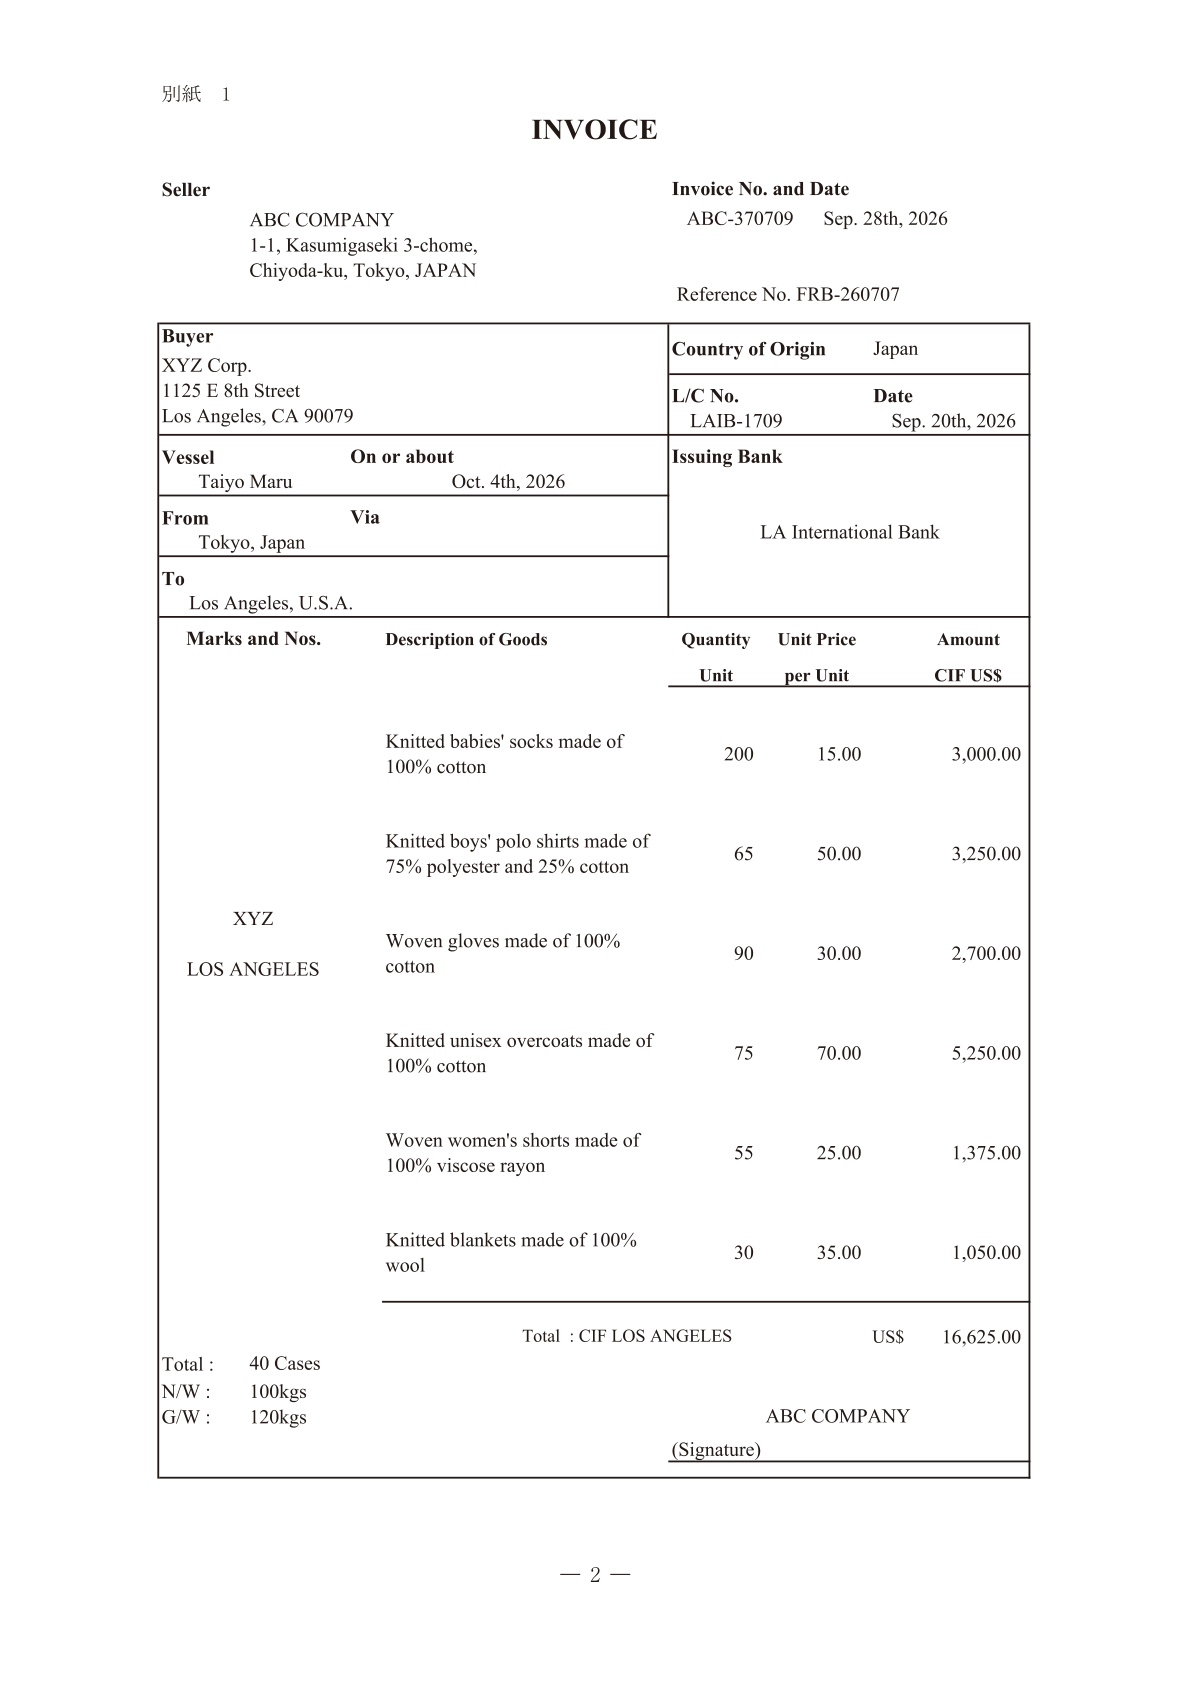 別紙　1
INVOICE
Seller
ABC COMPANY
1-1, Kasumigaseki 3-chome,
Chiyoda-ku, Tokyo, JAPAN
Invoice No. and Date
ABC-370709 Sep. 28th, 2026
Reference No. FRB-260707
Buyer
XYZ Corp.
1125 E 8th Street
Los Angeles, CA 90079
Country of Origin Japan
L/C No. Date
LAIB-1709 Sep. 20th, 2026
Vessel On or about
Taiyo Maru Oct. 4th, 2026
From Via
Tokyo, Japan
To
Los Angeles, U.S.A.
Issuing Bank
LA International Bank
Marks and Nos. Description of Goods Quantity Unit Price Amount
Unit per Unit CIF US$
XYZ
LOS ANGELES
Knitted babies' socks made of
100% cotton
200 15.00 3,000.00
Knitted boys' polo shirts made of
75% polyester and 25% cotton
65 50.00 3,250.00
Woven gloves made of 100%
cotton
90 30.00 2,700.00
Knitted unisex overcoats made of
100% cotton
75 70.00 5,250.00
Woven women's shorts made of
100% viscose rayon
55 25.00 1,375.00
Knitted blankets made of 100%
wool
30 35.00 1,050.00
Total : CIF LOS ANGELES US$ 16,625.00
Total : 40 Cases
N/W : 100kgs
G/W : 120kgs
ABC COMPANY
(Signature)
— 2 —